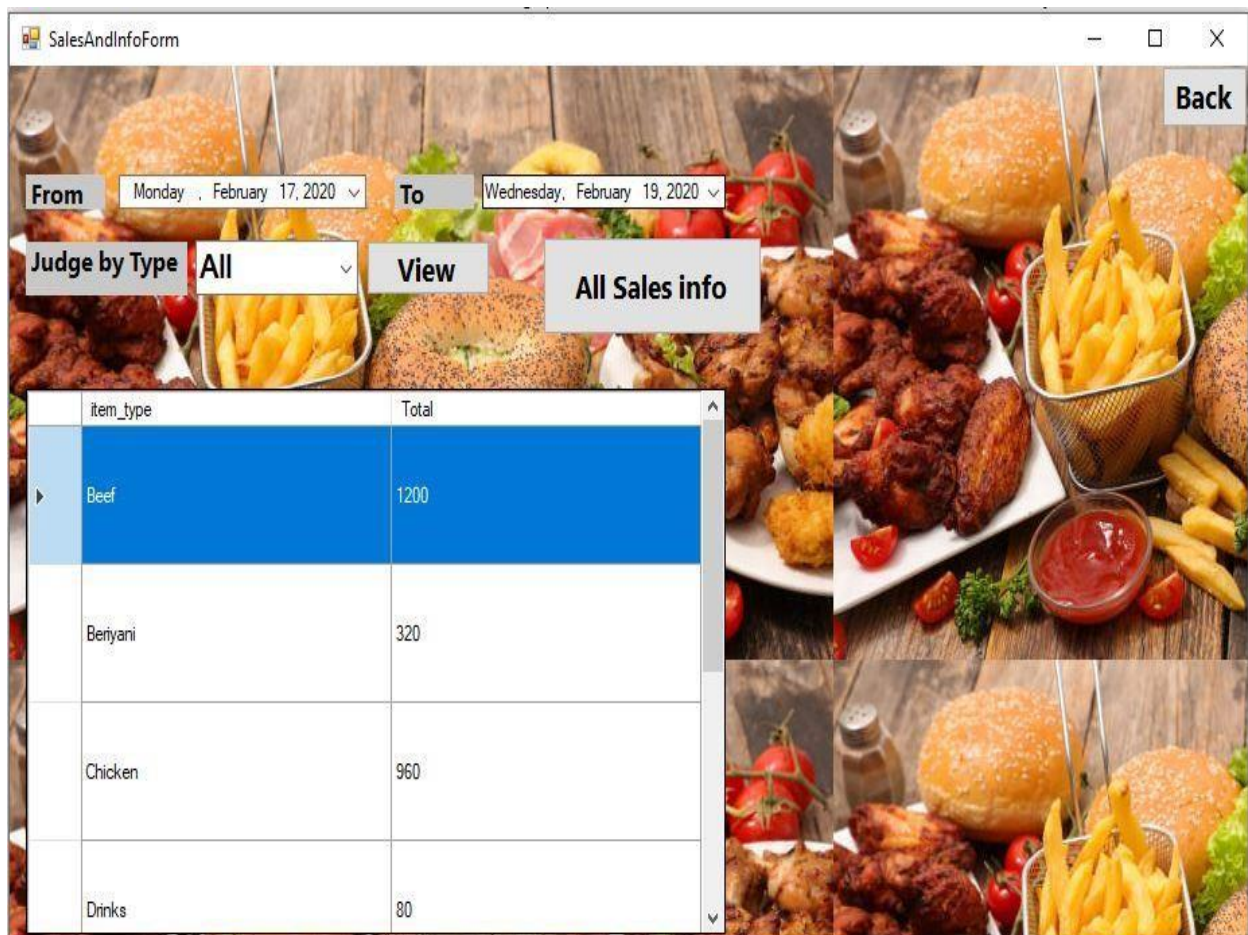 SalesAndInfoForm
Back
From Monday , February 17, 2020 To Wednesday, February 19, 2020
Judge by Type All View All Sales info
item_type Total
Beef 1200
Beriyani 320
Chicken 960
Drinks 80